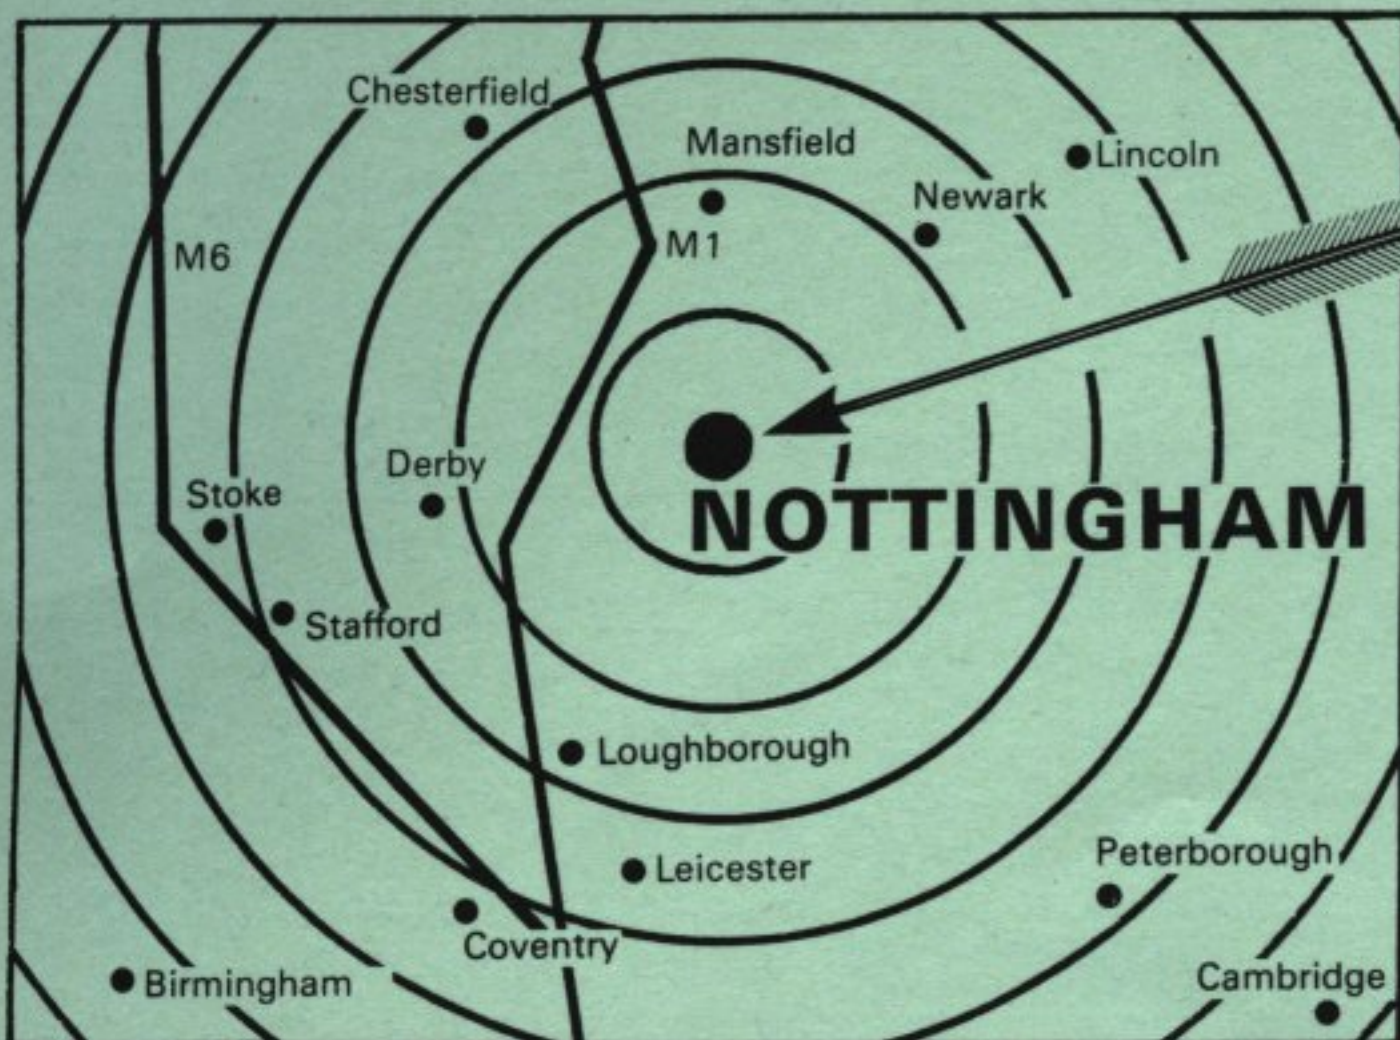 Chesterfield
Mansfield
Lincoln
Newark
M6
M1
Derby
Stoke
NOTTINGHAM
Stafford
Loughborough
Leicester
Peterborough
Coventry
Birmingham
Cambridge